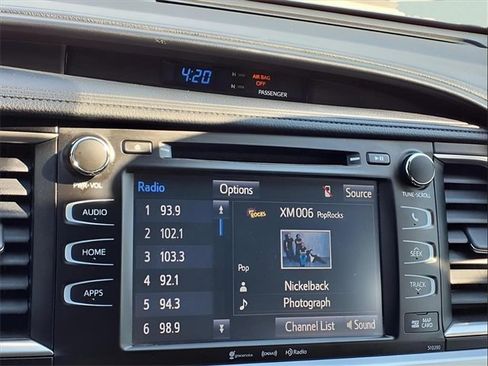 4:20
H
N
AIR BAG
OFF
PASSENGER
PWR·VOL
TUNE·SCROLL
Radio
Options
Source
AUDIO
HOME
APPS
SEEK
TRACK
1 93.9
2 102.1
3 103.3
4 92.1
5 94.3
6 98.9
XM006 PopRocks
Pop
Nickelback
Photograph
Channel List
Sound
MAP
CARD
510290
HD Radio